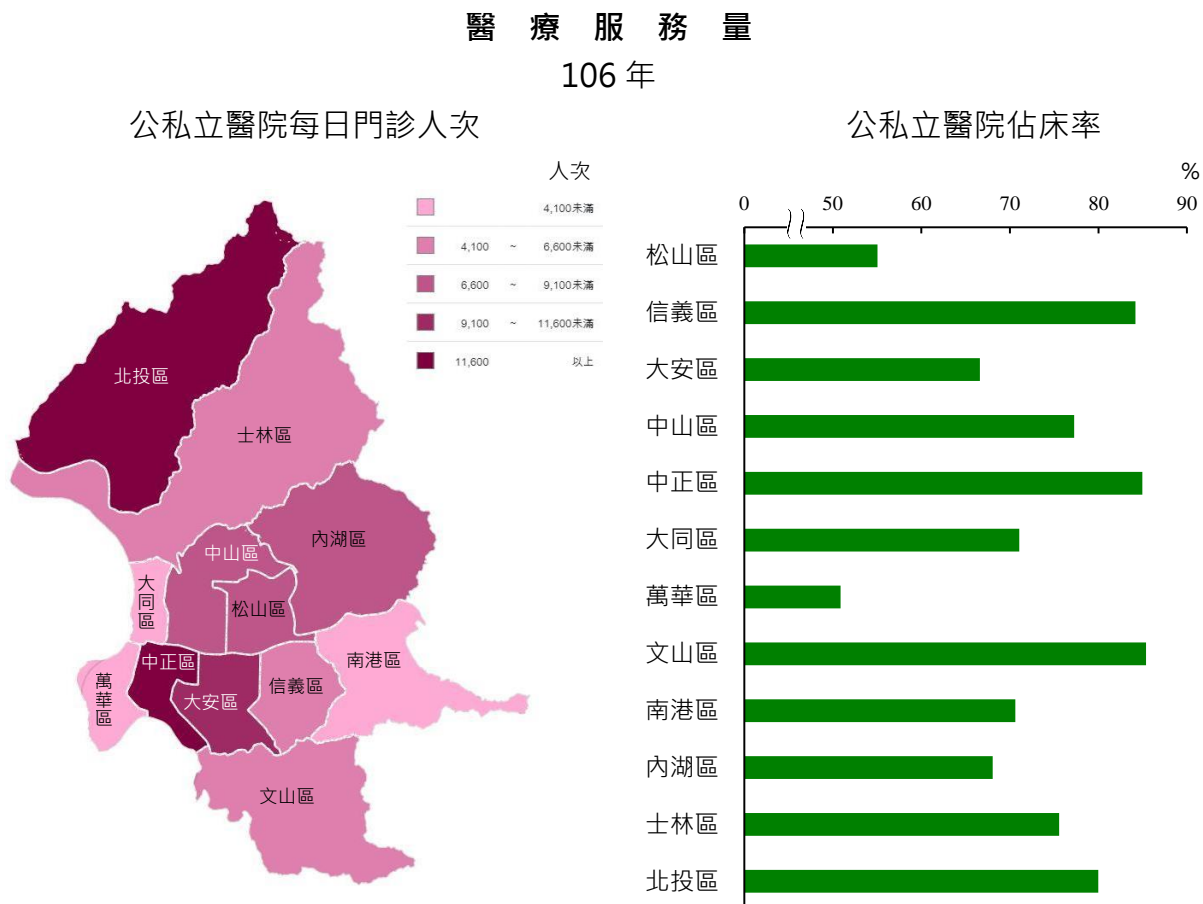 醫 療 服 務 量
106 年
公私立醫院每日門診人次
人次
4,100未滿
4,100 ~ 6,600未滿
6,600 ~ 9,100未滿
9,100 ~ 11,600未滿
11,600 以上
北投區
士林區
內湖區
中山區
大同區
松山區
中正區
南港區
萬華區
大安區
信義區
文山區
公私立醫院佔床率
%
0 50 60 70 80 90
松山區
信義區
大安區
中山區
中正區
大同區
萬華區
文山區
南港區
內湖區
士林區
北投區